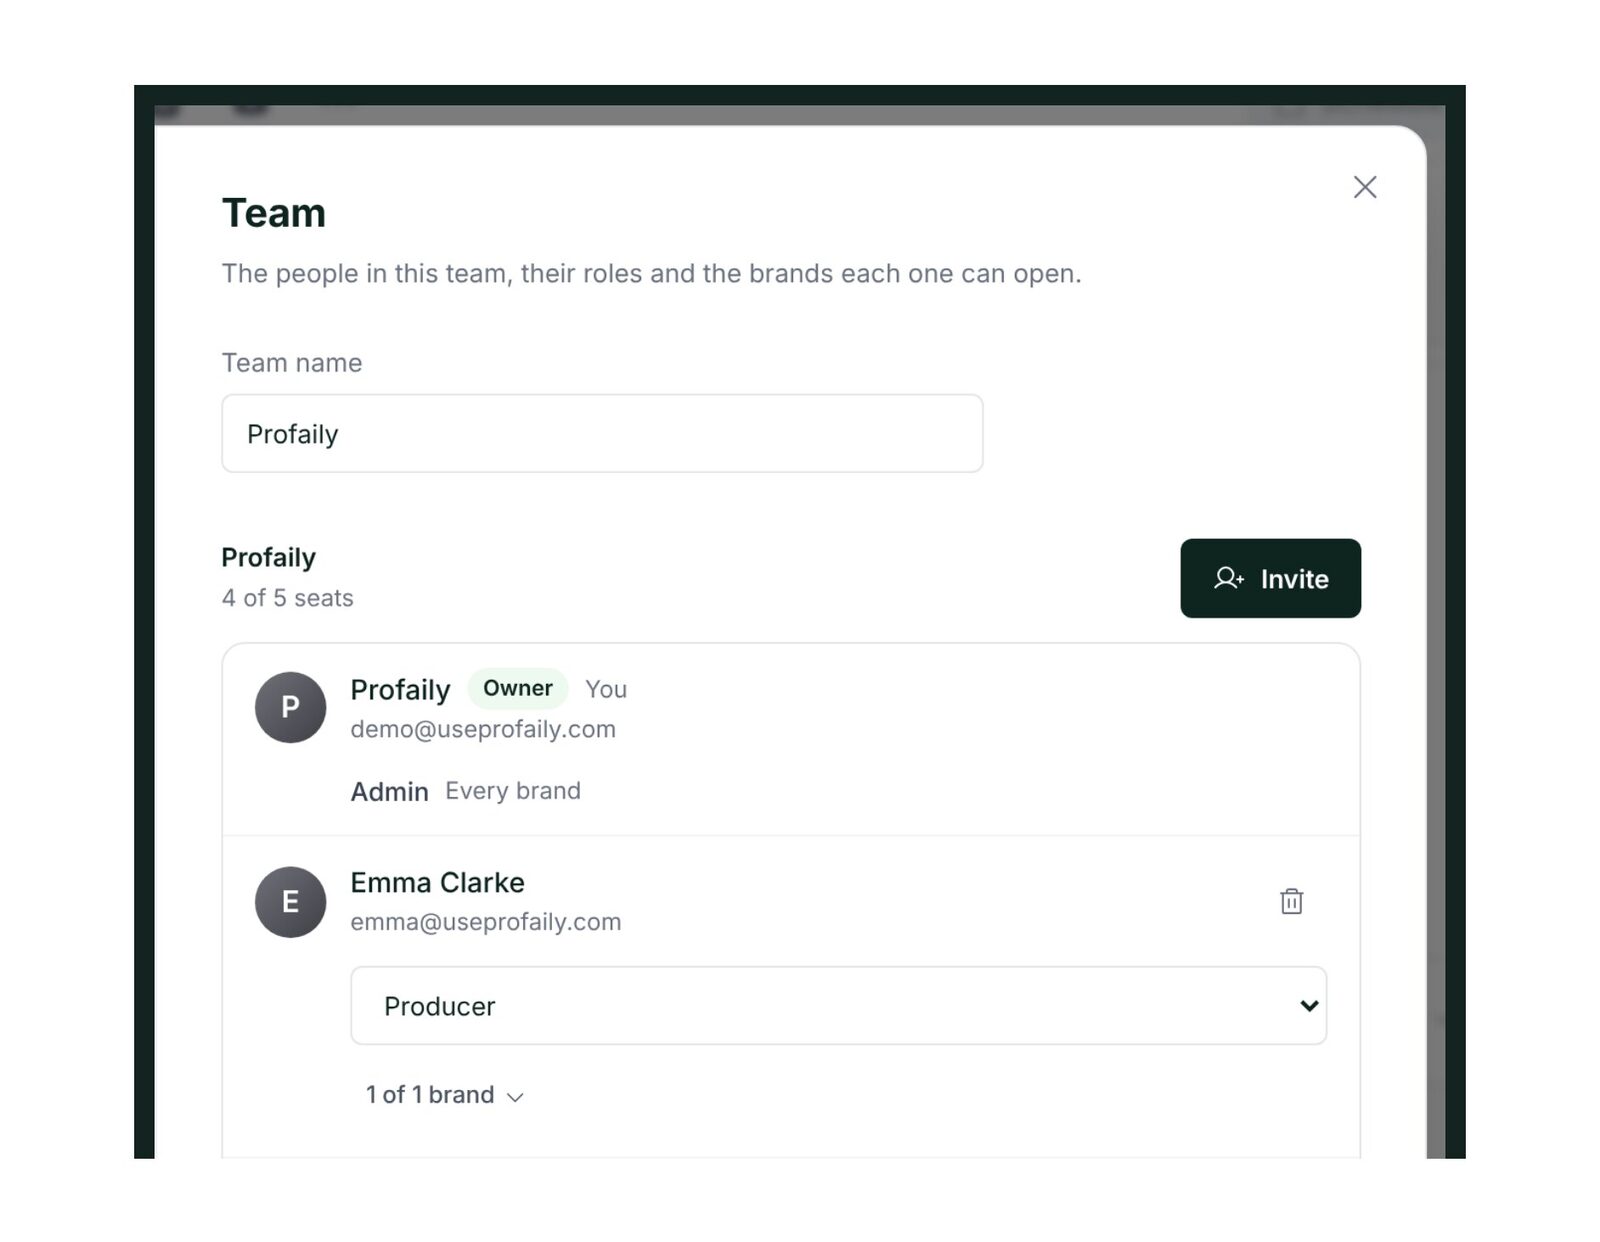 Team
The people in this team, their roles and the brands each one can open.
Team name
Profaily
Profaily
4 of 5 seats
Invite
P
Profaily Owner You
demo@useprofaily.com
Admin Every brand
E
Emma Clarke
emma@useprofaily.com
Producer
1 of 1 brand